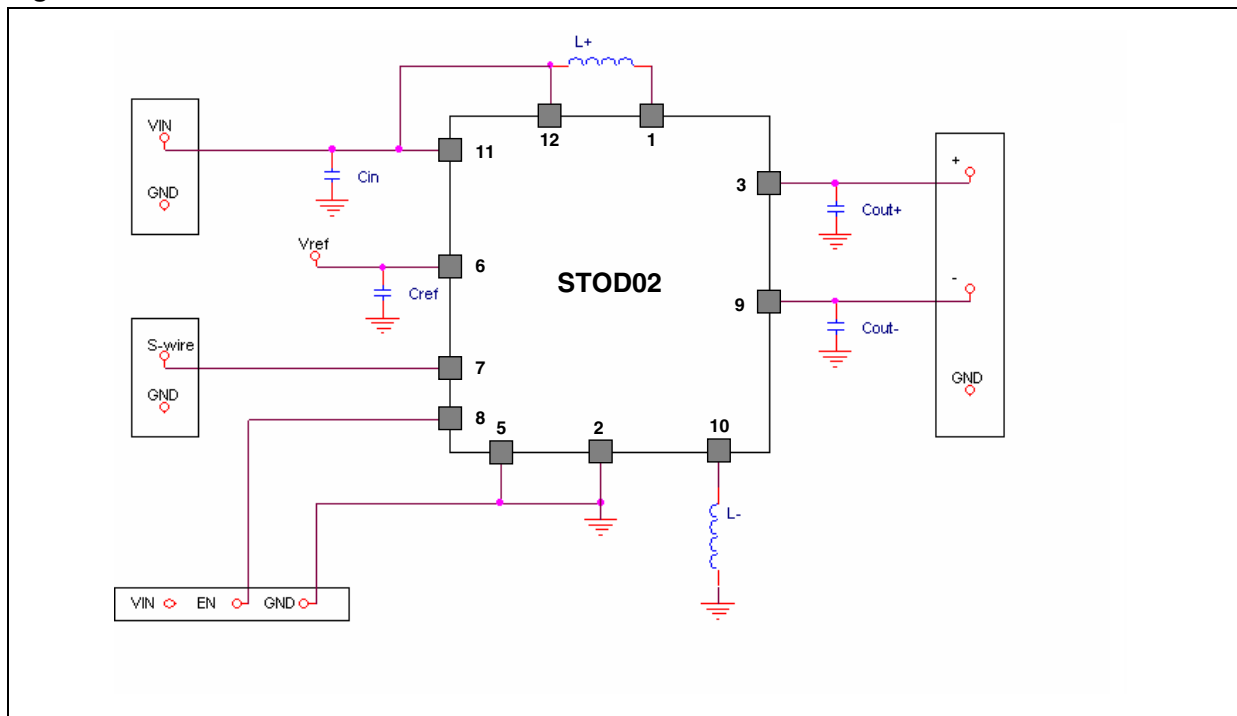 L+
VIN
12
1
11
Cin
GND
3
+
Cout+
Vref
6
Cref
STOD02
9
-
Cout-
S-wire
7
GND
GND
8
5
2
10
L-
VIN
EN
GND